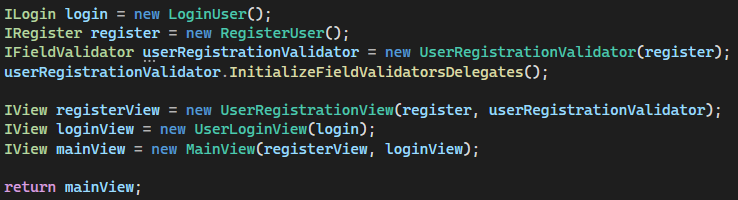 ILogin login = new LoginUser();
IRegister register = new RegisterUser();
IFieldValidator userRegistrationValidator = new UserRegistrationValidator(register);
userRegistrationValidator.InitializeFieldValidatorsDelegates();
IView registerView = new UserRegistrationView(register, userRegistrationValidator);
IView loginView = new UserLoginView(login);
IView mainView = new MainView(registerView, loginView);
return mainView;